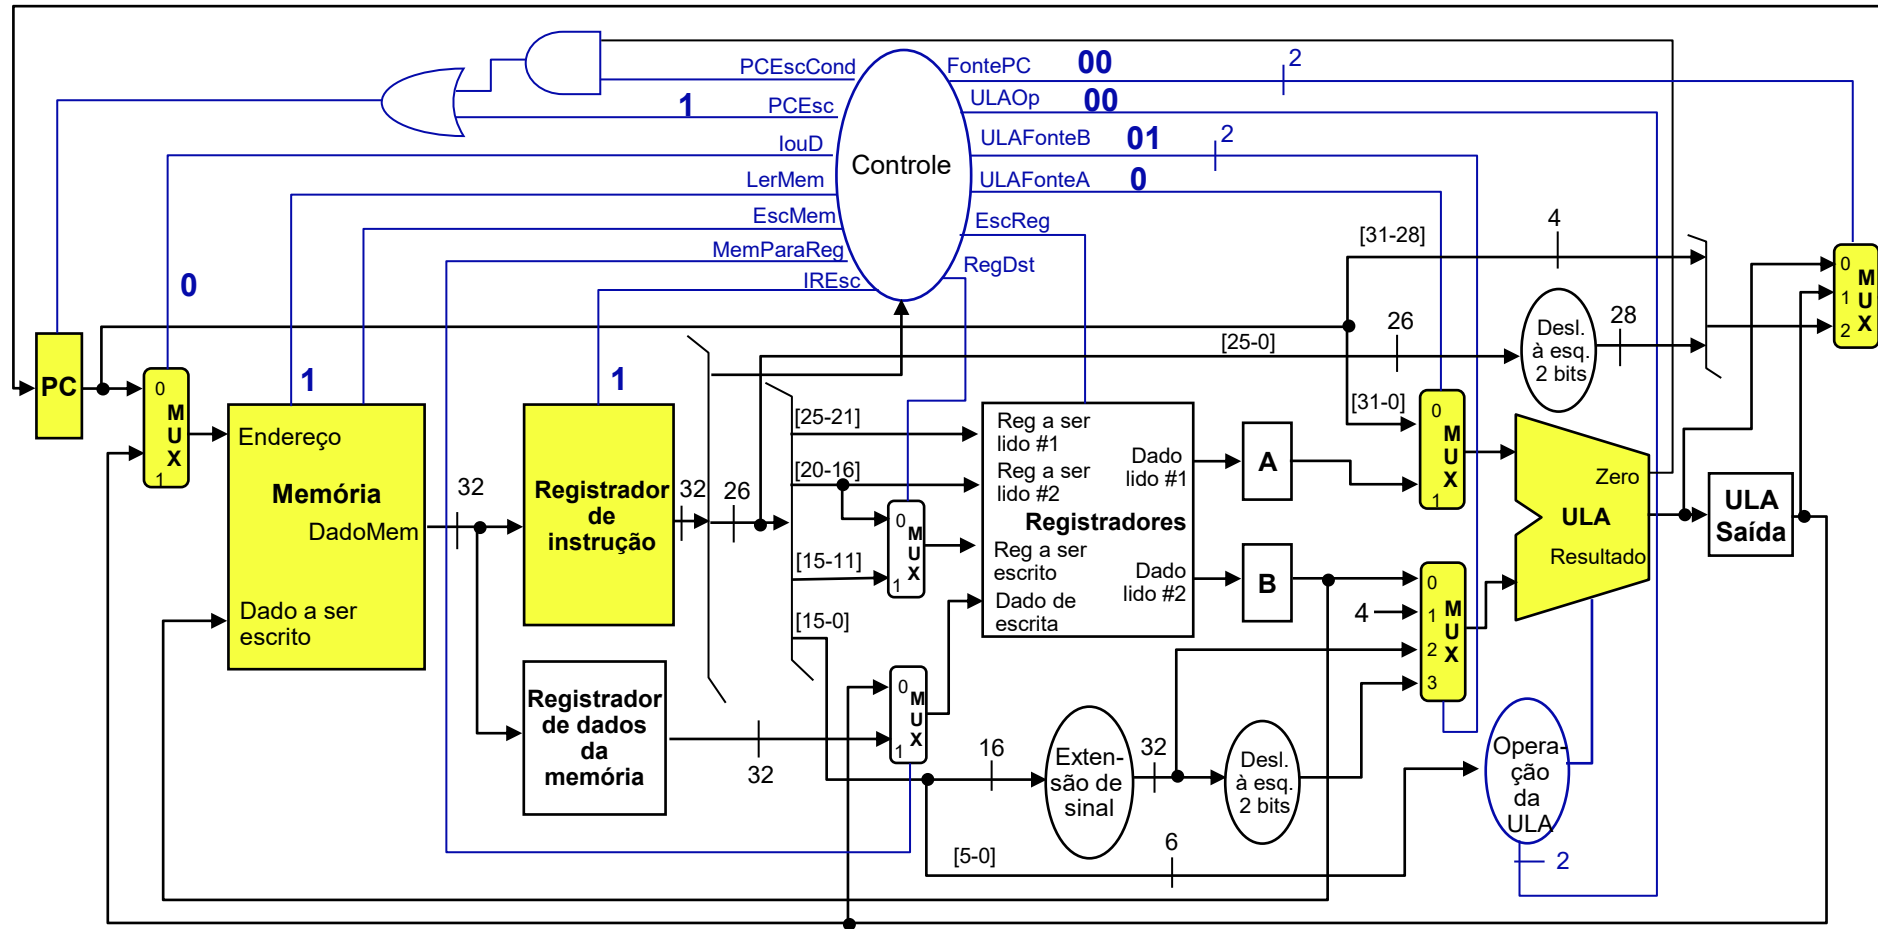 PCEscCond
FontePC 00 2
PCEsc 1
ULAOp 00
IouD
ULAFonteB 01 2
Controle
LerMem
ULAFonteA 0
EscMem
EscReg
MemParaReg
RegDst
IREsc
0
1
1
[31-28]
4
[25-0]
26
28
Desl.
à esq.
2 bits
0
1
2
M
U
X
PC
0
M
U
X
1
Endereço
Memória
DadoMem
Dado a ser
escrito
32
Registrador
de
instrução
32
26
[25-21]
[20-16]
[15-11]
[15-0]
0
M
U
X
1
Reg a ser
lido #1
Reg a ser
lido #2
Registradores
Reg a ser
escrito
Dado de
escrita
Dado
lido #1
Dado
lido #2
A
B
[31-0]
0
M
U
X
1
4
0
1
2
3
M
U
X
Zero
ULA
Resultado
ULA
Saída
Registrador
de dados
da
memória
32
0
M
U
X
1
16
Exten-
são de
sinal
32
Desl.
à esq.
2 bits
Opera-
ção
da
ULA
[5-0]
6
2